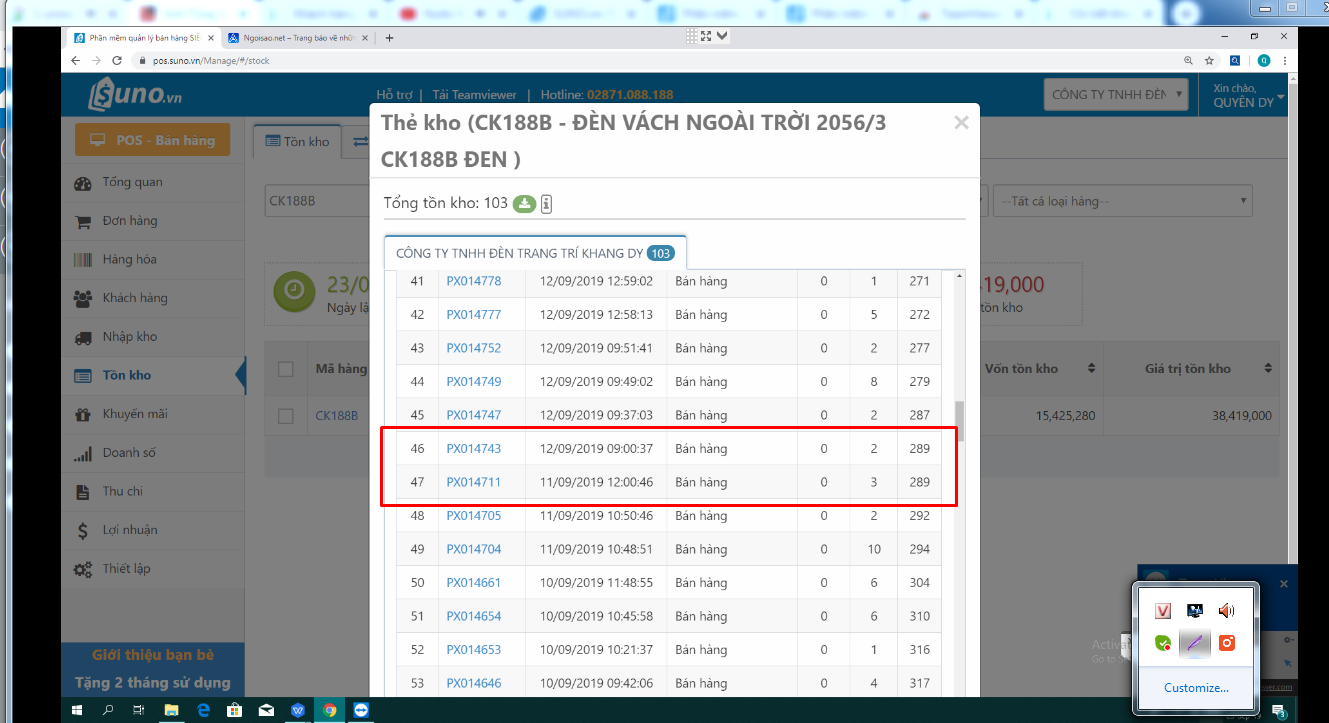 Phần mềm quản lý bán hàng SIÊ
Ngoisao.net – Trang báo về nhữ
pos.suno.vn/Manage/#/stock
SUNO.vn
Hỗ trợ | Tải Teamviewer | Hotline: 02871.088.188
CÔNG TY TNHH ĐÈN
Xin chào,
QUYÊN DY
POS - Bán hàng
Tổng quan
Đơn hàng
Hàng hóa
Khách hàng
Nhập kho
Tồn kho
Khuyến mãi
Doanh số
Thu chi
Lợi nhuận
Thiết lập
Giới thiệu bạn bè
Tặng 2 tháng sử dụng
Tồn kho
CK188B
--Tất cả loại hàng--
23/0
Ngày lậ
419,000
tồn kho
Mã hàng
Vốn tồn kho
Giá trị tồn kho
CK188B
15,425,280
38,419,000
Thẻ kho (CK188B - ĐÈN VÁCH NGOÀI TRỜI 2056/3
CK188B ĐEN )
Tổng tồn kho: 103
CÔNG TY TNHH ĐÈN TRANG TRÍ KHANG DY 103
41 PX014778 12/09/2019 12:59:02 Bán hàng 0 1 271
42 PX014777 12/09/2019 12:58:13 Bán hàng 0 5 272
43 PX014752 12/09/2019 09:51:41 Bán hàng 0 2 277
44 PX014749 12/09/2019 09:49:02 Bán hàng 0 8 279
45 PX014747 12/09/2019 09:37:03 Bán hàng 0 2 287
46 PX014743 12/09/2019 09:00:37 Bán hàng 0 2 289
47 PX014711 11/09/2019 12:00:46 Bán hàng 0 3 289
48 PX014705 11/09/2019 10:50:46 Bán hàng 0 2 292
49 PX014704 11/09/2019 10:48:51 Bán hàng 0 10 294
50 PX014661 10/09/2019 11:48:55 Bán hàng 0 6 304
51 PX014654 10/09/2019 10:45:58 Bán hàng 0 6 310
52 PX014653 10/09/2019 10:21:37 Bán hàng 0 1 316
53 PX014646 10/09/2019 09:42:06 Bán hàng 0 4 317
Customize...